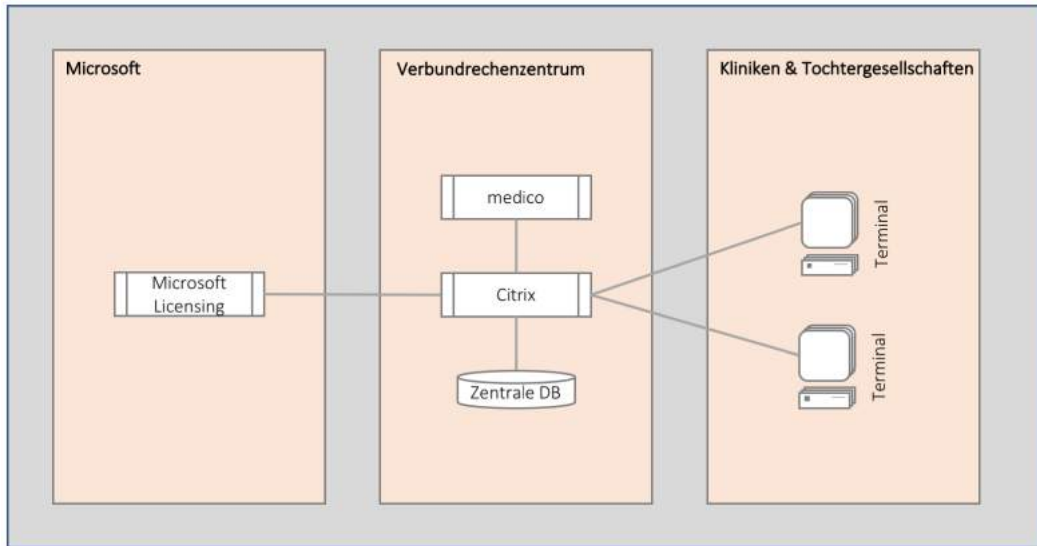 Microsoft
Verbundrechenzentrum
Kliniken & Tochtergesellschaften
medico
Microsoft
Licensing
Citrix
Zentrale DB
Terminal
Terminal